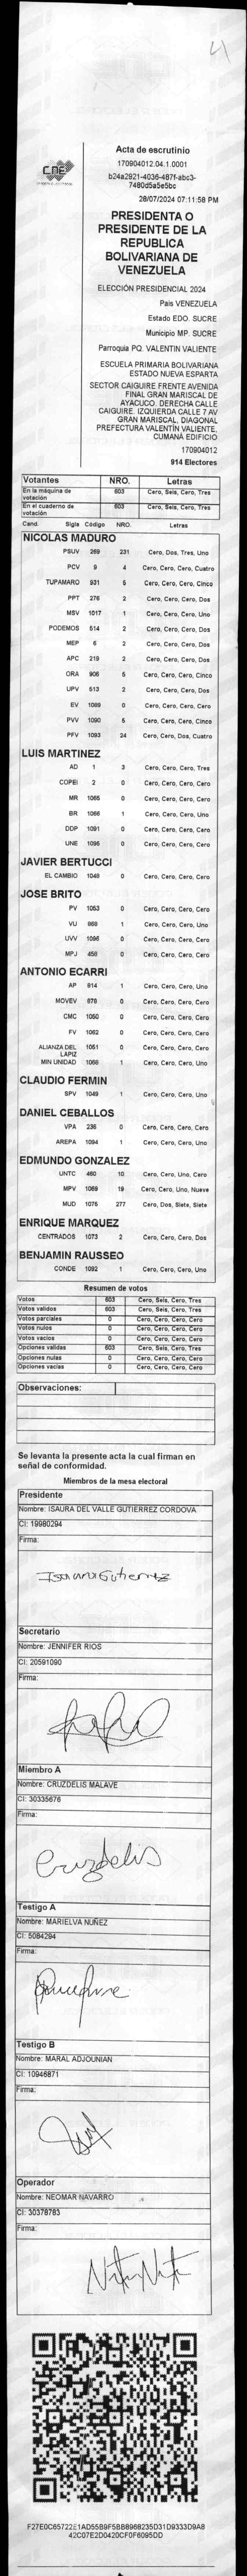 CNE
Acta de escrutinio
170904012.04.1.0001
b24a2921-4036-487f-abc3-
7480d5a5e5bc
28/07/2024 07:11:58 PM
PRESIDENTA O
PRESIDENTE DE LA
REPUBLICA
BOLIVARIANA DE
VENEZUELA
ELECCIÓN PRESIDENCIAL 2024
Pais VENEZUELA
Estado EDO. SUCRE
Municipio MP. SUCRE
Parroquia PQ. VALENTIN VALIENTE
ESCUELA PRIMARIA BOLIVARIANA
ESTADO NUEVA ESPARTA
SECTOR CAIGUIRE FRENTE AVENIDA
FINAL GRAN MARISCAL DE
AYACUCO. DERECHA CALLE
CAIGUIRE. IZQUIERDA CALLE 7 AV
GRAN MARISCAL, DIAGONAL
PREFECTURA VALENTÍN VALIENTE,
CUMANÁ EDIFICIO
170904012
914 Electores
Votantes NRO. Letras
En la máquina de votación 603 Cero, Seis, Cero, Tres
En el cuaderno de votación 603 Cero, Seis, Cero, Tres
Cand. Sigla Código NRO. Letras
NICOLAS MADURO
PSUV 269 231 Cero, Dos, Tres, Uno
PCV 9 4 Cero, Cero, Cero, Cuatro
TUPAMARO 931 5 Cero, Cero, Cero, Cinco
PPT 276 2 Cero, Cero, Cero, Dos
MSV 1017 1 Cero, Cero, Cero, Uno
PODEMOS 514 2 Cero, Cero, Cero, Dos
MEP 6 2 Cero, Cero, Cero, Dos
APC 219 2 Cero, Cero, Cero, Dos
ORA 906 5 Cero, Cero, Cero, Cinco
UPV 513 2 Cero, Cero, Cero, Dos
EV 1089 0 Cero, Cero, Cero, Cero
PVV 1090 5 Cero, Cero, Cero, Cinco
PFV 1093 24 Cero, Cero, Dos, Cuatro
LUIS MARTINEZ
AD 1 3 Cero, Cero, Cero, Tres
COPEI 2 0 Cero, Cero, Cero, Cero
MR 1065 0 Cero, Cero, Cero, Cero
BR 1066 1 Cero, Cero, Cero, Uno
DDP 1091 0 Cero, Cero, Cero, Cero
UNE 1095 0 Cero, Cero, Cero, Cero
JAVIER BERTUCCI
EL CAMBIO 1048 0 Cero, Cero, Cero, Cero
JOSE BRITO
PV 1053 0 Cero, Cero, Cero, Cero
VU 868 1 Cero, Cero, Cero, Uno
UVV 1096 0 Cero, Cero, Cero, Cero
MPJ 456 0 Cero, Cero, Cero, Cero
ANTONIO ECARRI
AP 814 1 Cero, Cero, Cero, Uno
MOVEV 878 0 Cero, Cero, Cero, Cero
CMC 1050 0 Cero, Cero, Cero, Cero
FV 1062 0 Cero, Cero, Cero, Cero
ALIANZA DEL LAPIZ 1051 0 Cero, Cero, Cero, Cero
MIN UNIDAD 1068 1 Cero, Cero, Cero, Uno
CLAUDIO FERMIN
SPV 1049 1 Cero, Cero, Cero, Uno
DANIEL CEBALLOS
VPA 236 0 Cero, Cero, Cero, Cero
AREPA 1094 1 Cero, Cero, Cero, Uno
EDMUNDO GONZALEZ
UNTC 460 10 Cero, Cero, Uno, Cero
MPV 1069 19 Cero, Cero, Uno, Nueve
MUD 1075 277 Cero, Dos, Siete, Siete
ENRIQUE MARQUEZ
CENTRADOS 1073 2 Cero, Cero, Cero, Dos
BENJAMIN RAUSSEO
CONDE 1092 1 Cero, Cero, Cero, Uno
Resumen de votos
Votos 603 Cero, Seis, Cero, Tres
Votos validos 603 Cero, Seis, Cero, Tres
Votos parciales 0 Cero, Cero, Cero, Cero
Votos nulos 0 Cero, Cero, Cero, Cero
Votos vacios 0 Cero, Cero, Cero, Cero
Opciones validas 603 Cero, Seis, Cero, Tres
Opciones nulas 0 Cero, Cero, Cero, Cero
Opciones vacias 0 Cero, Cero, Cero, Cero
Observaciones:
Se levanta la presente acta la cual firman en
señal de conformidad.
Miembros de la mesa electoral
Presidente
Nombre: ISAURA DEL VALLE GUTIERREZ CORDOVA
CI: 19980294
Firma:
Isaura Gutierrez
Secretario
Nombre: JENNIFER RIOS
CI: 20591090
Firma:
Miembro A
Nombre: CRUZDELIS MALAVE
CI: 30335676
Firma:
Cruzdelis
Testigo A
Nombre: MARIELVA NUÑEZ
CI: 5084294
Firma:
Testigo B
Nombre: MARAL ADJOUNIAN
CI: 10946871
Firma:
Operador
Nombre: NEOMAR NAVARRO
CI: 30378783
Firma:
F27E0C65722E1AD55B9F5BB8968235D31D9333D9A8
42C07E2D0420CF0F6095DD